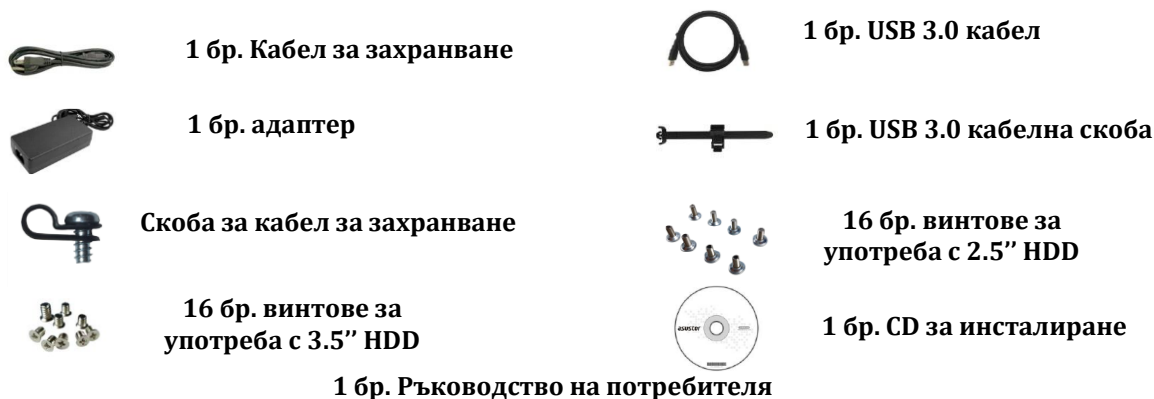 1 бр. Кабел за захранване
1 бр. USB 3.0 кабел
1 бр. адаптер
1 бр. USB 3.0 кабелна скоба
Скоба за кабел за захранване
16 бр. винтове за
употреба с 2.5’’ HDD
16 бр. винтове за
употреба с 3.5’’ HDD
asustor
1 бр. CD за инсталиране
1 бр. Ръководство на потребителя